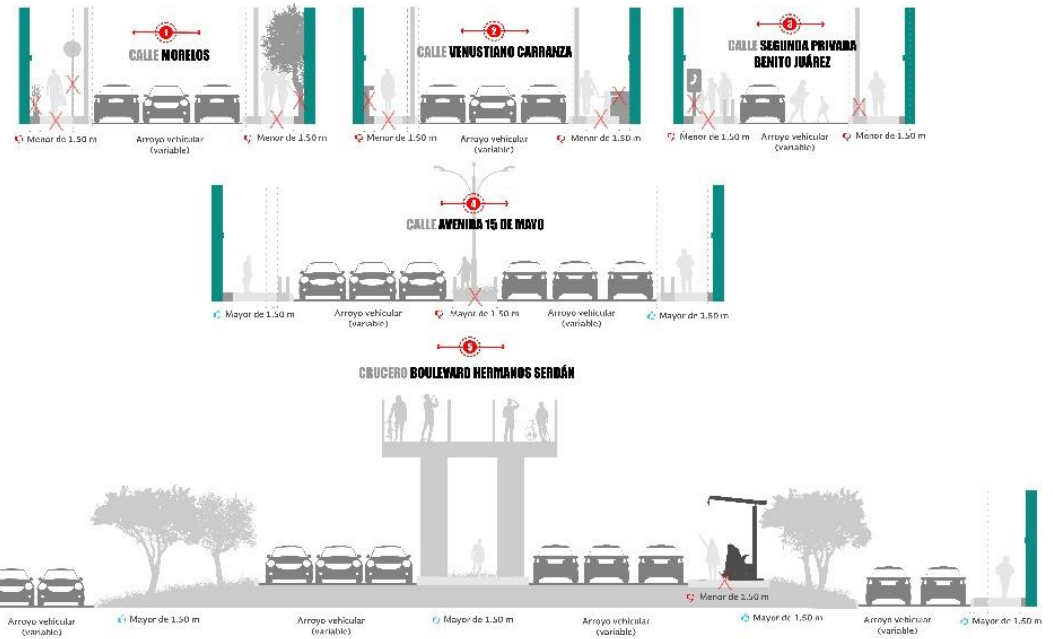 1
CALLE MORELOS
Menor de 1.50 m
Arroyo vehicular
(variable)
Menor de 1.50 m
2
CALLE VENUSTIANO CARRANZA
Menor de 1.50 m
Arroyo vehicular
(variable)
Menor de 1.50 m
3
CALLE SEGUNDA PRIVADA
BENITO JUÁREZ
Menor de 1.50 m
Arroyo vehicular
(variable)
Menor de 1.50 m
4
CALLE AVENIDA 15 DE MAYO
Mayor de 1.50 m
Arroyo vehicular
(variable)
Mayor de 1.50 m
Arroyo vehicular
(variable)
Mayor de 1.50 m
5
CRUCERO BOULEVARD HERMANOS SERDÁN
Menor de 1.50 m
Arroyo vehicular
(variable)
Mayor de 1.50 m
Arroyo vehicular
(variable)
Mayor de 1.50 m
Arroyo vehicular
(variable)
Mayor de 1.50 m
Arroyo vehicular
(variable)
Mayor de 1.50 m